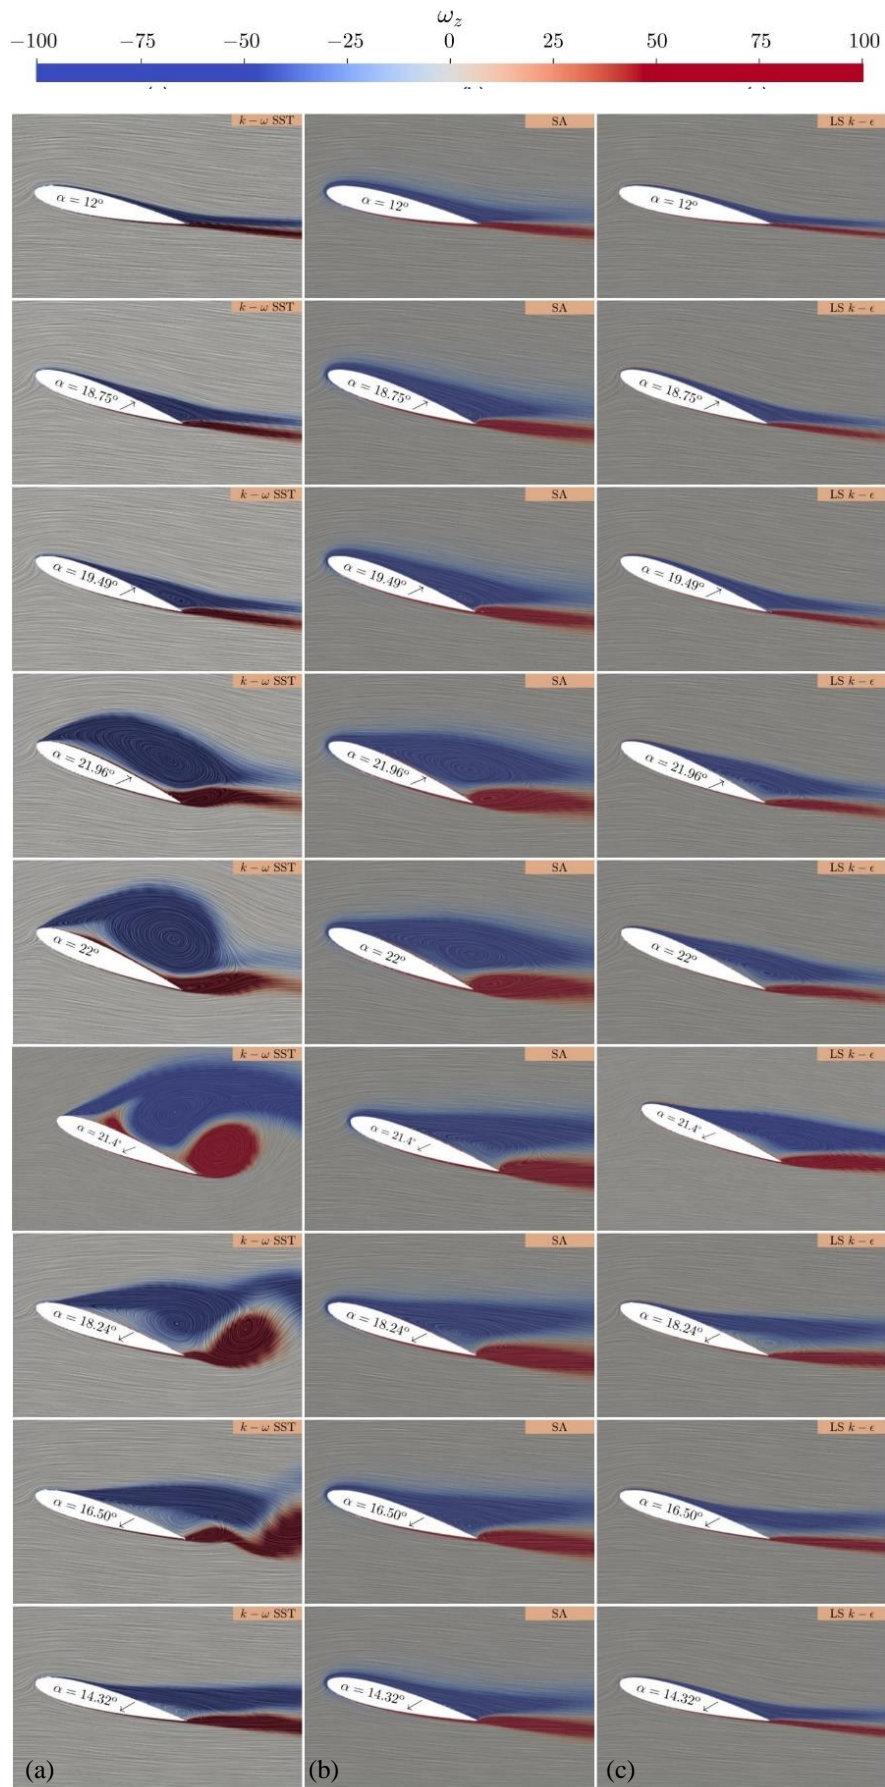 ω_z
−100 −75 −50 −25 0 25 50 75 100
k − ω SST SA LS k − ϵ
α = 12° α = 12° α = 12°
k − ω SST SA LS k − ϵ
α = 18.75° ↗ α = 18.75° ↗ α = 18.75° ↗
k − ω SST SA LS k − ϵ
α = 19.49° ↗ α = 19.49° ↗ α = 19.49° ↗
k − ω SST SA LS k − ϵ
α = 21.96° ↗ α = 21.96° ↗ α = 21.96° ↗
k − ω SST SA LS k − ϵ
α = 22° α = 22° α = 22°
k − ω SST SA LS k − ϵ
α = 21.4° ↙ α = 21.4° ↙ α = 21.4° ↙
k − ω SST SA LS k − ϵ
α = 18.24° ↙ α = 18.24° ↙ α = 18.24° ↙
k − ω SST SA LS k − ϵ
α = 16.50° ↙ α = 16.50° ↙ α = 16.50° ↙
k − ω SST SA LS k − ϵ
α = 14.32° ↙ α = 14.32° ↙ α = 14.32° ↙
(a) (b) (c)